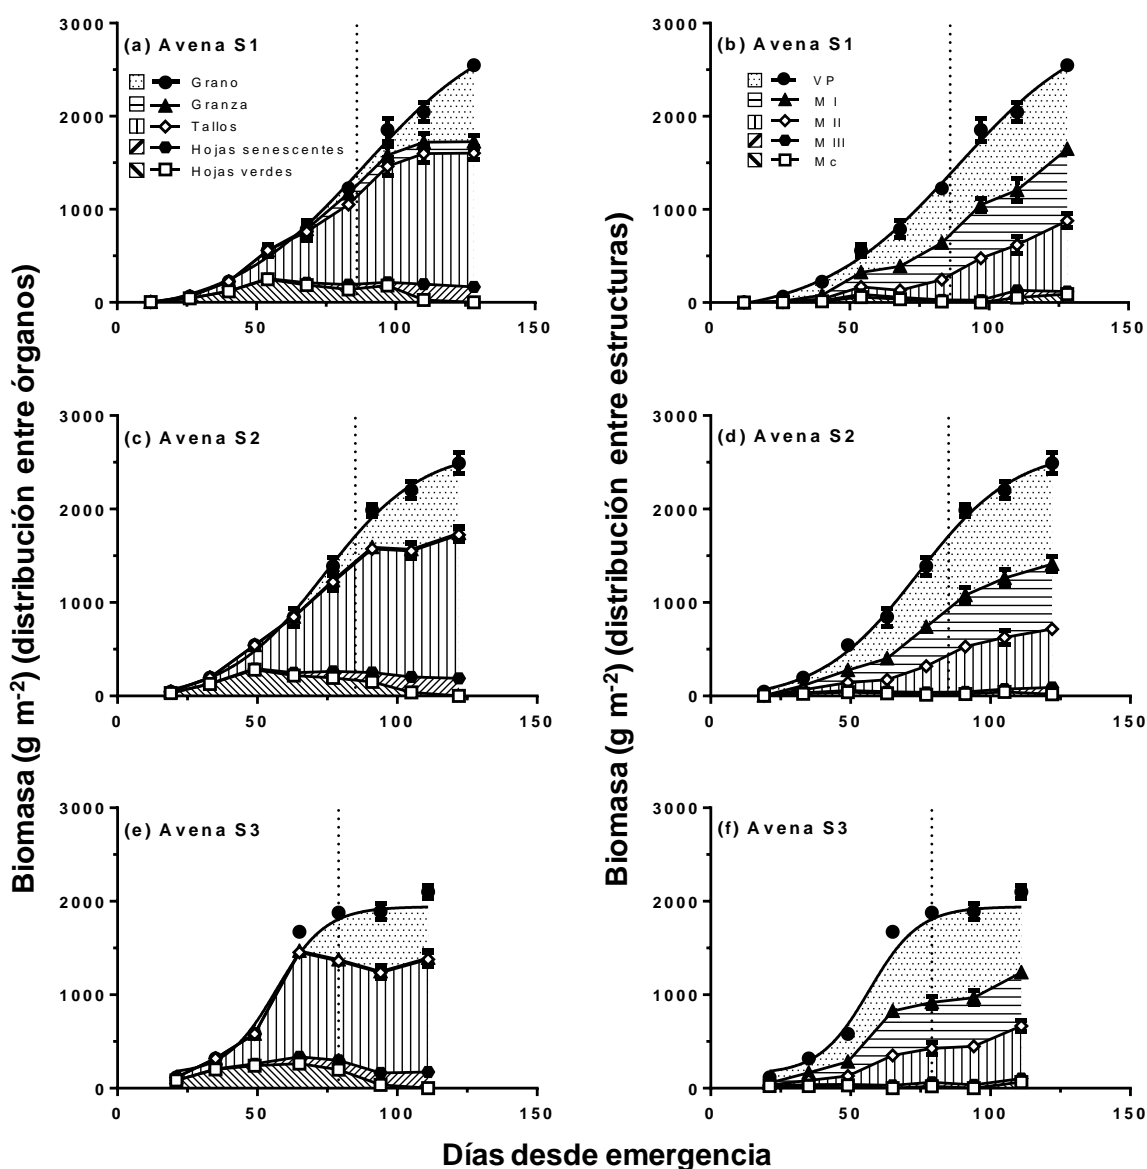 Biomasa (g m⁻²) (distribución entre órganos)
3000
2000
1000
0
(a) Avena S1
Grano
Granza
Tallos
Hojas senescentes
Hojas verdes
0 50 100 150
Biomasa (g m⁻²) (distribución entre estructuras)
3000
2000
1000
0
(b) Avena S1
VP
M I
M II
M III
Mc
0 50 100 150
3000
2000
1000
0
(c) Avena S2
0 50 100 150
3000
2000
1000
0
(d) Avena S2
0 50 100 150
3000
2000
1000
0
(e) Avena S3
0 50 100 150
3000
2000
1000
0
(f) Avena S3
0 50 100 150
Días desde emergencia